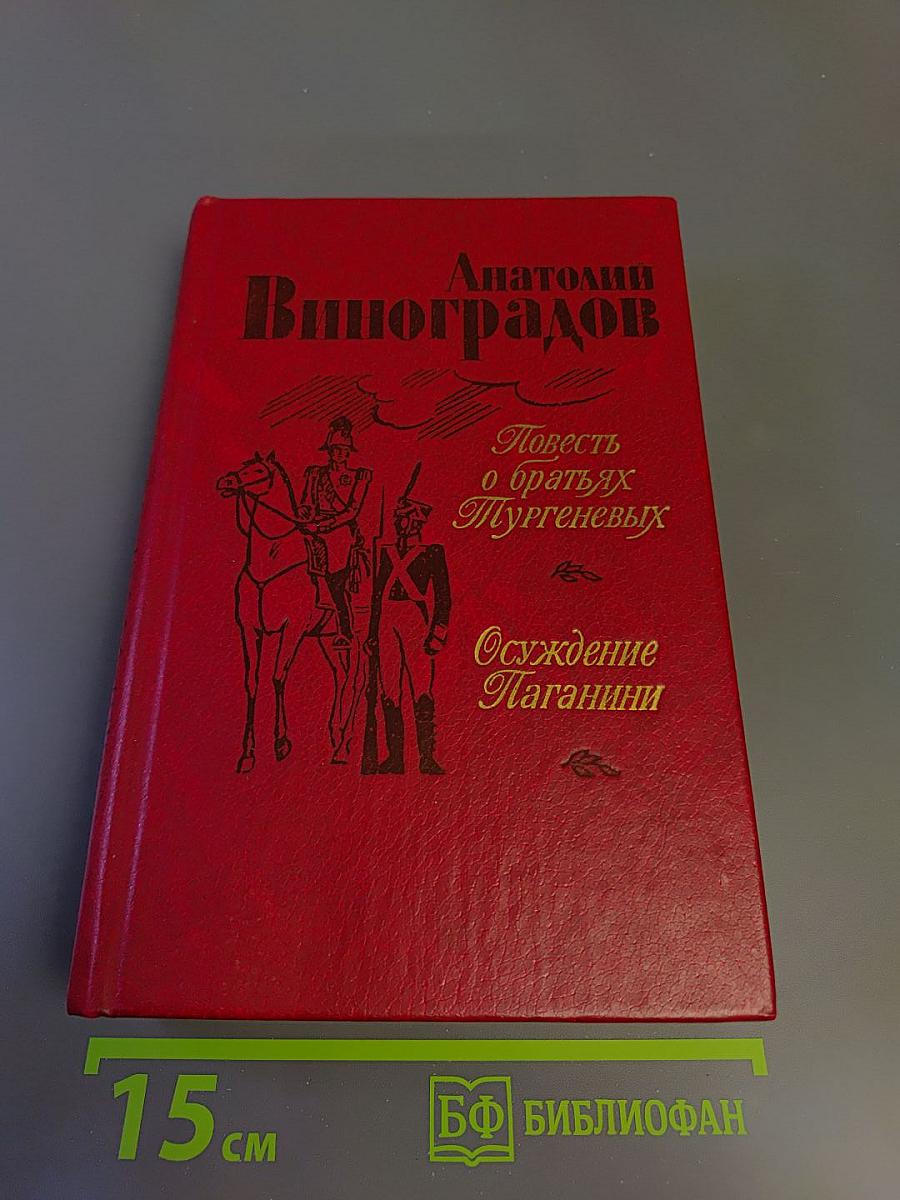 Анатолий
Виноградов
Повесть
о братьях
Тургеневых
Осуждение
Паганини
15 см
БФ БИБЛИОФАН